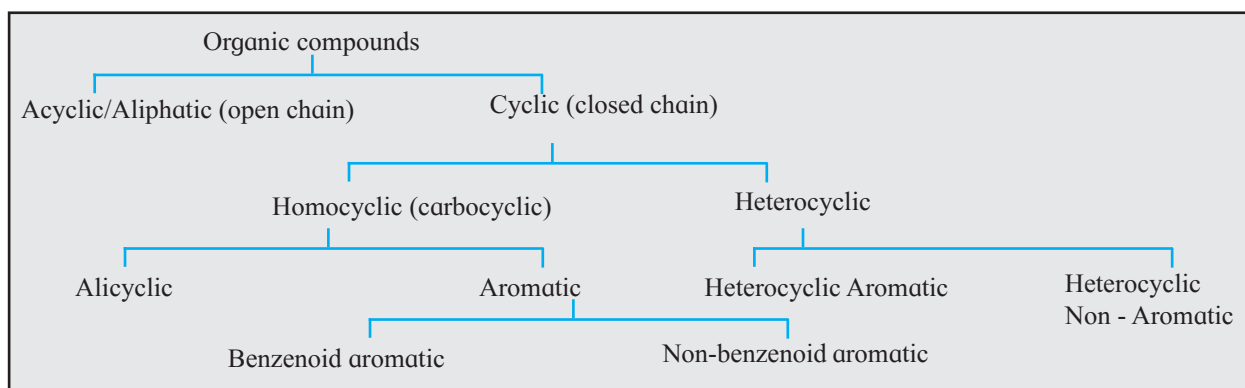 Organic compounds
Acyclic/Aliphatic (open chain)
Cyclic (closed chain)
Homocyclic (carbocyclic)
Heterocyclic
Alicyclic
Aromatic
Heterocyclic Aromatic
Heterocyclic
Non - Aromatic
Benzenoid aromatic
Non-benzenoid aromatic